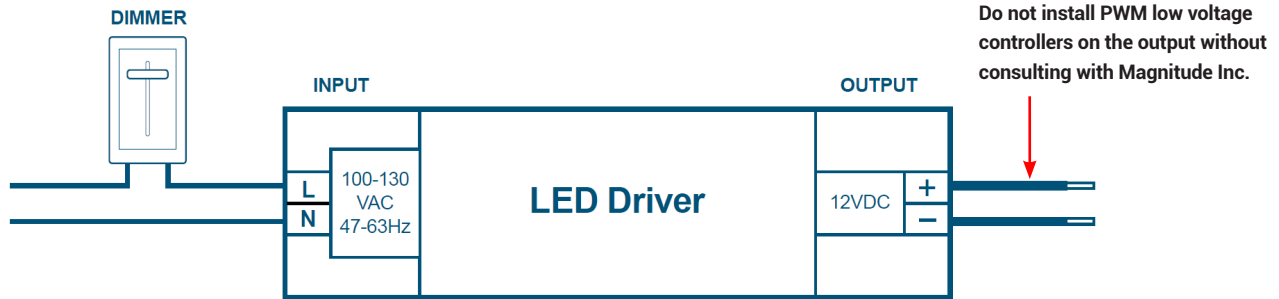 DIMMER
Do not install PWM low voltage
controllers on the output without
consulting with Magnitude Inc.
INPUT
OUTPUT
L
N
100-130
VAC
47-63Hz
LED Driver
12VDC
+
−